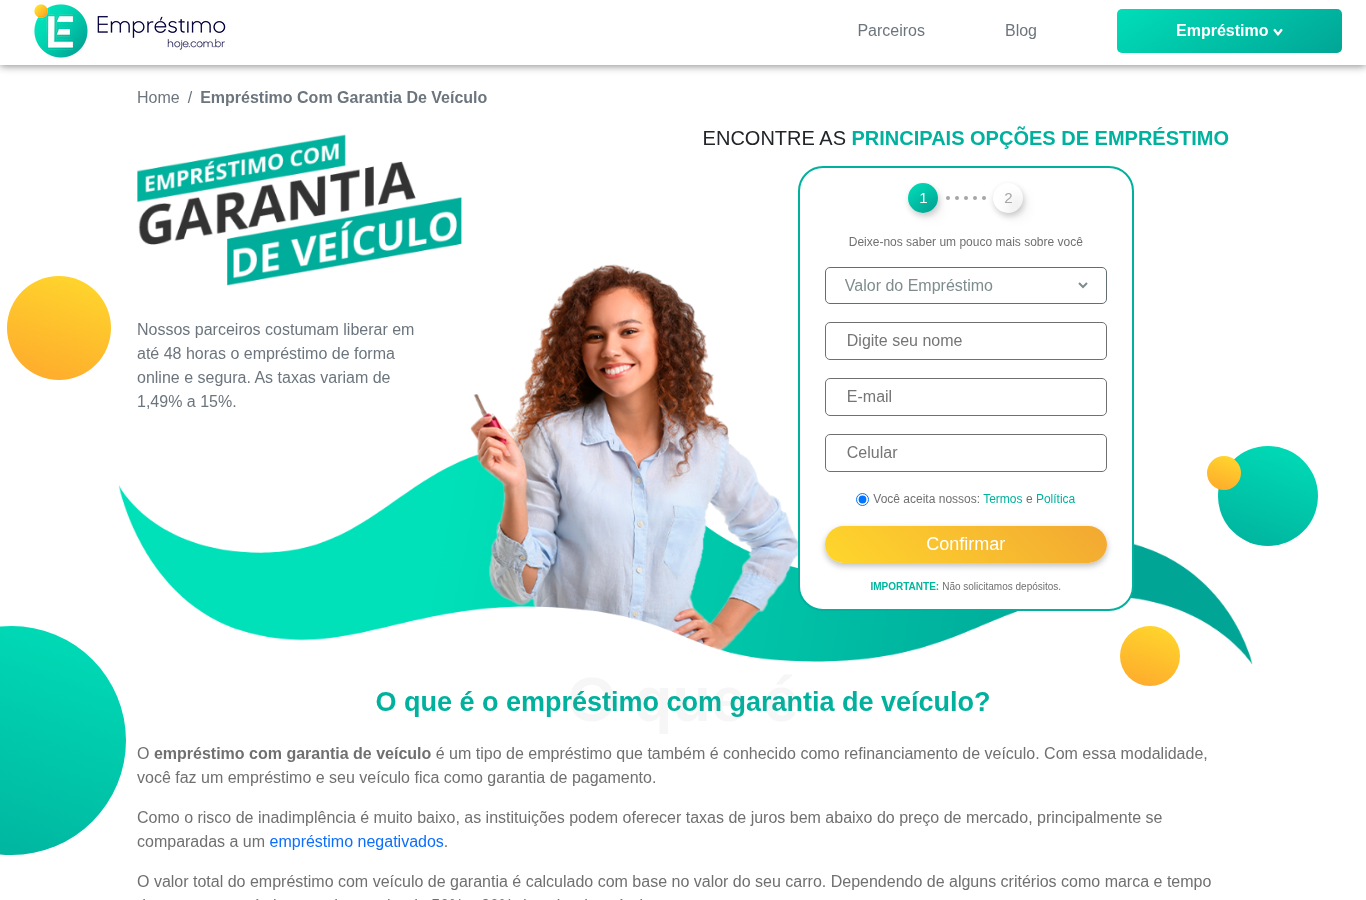 Empréstimo
hoje.com.br
Parceiros
Blog
Empréstimo
Home / Empréstimo Com Garantia De Veículo
EMPRÉSTIMO COM
GARANTIA
DE VEÍCULO
Nossos parceiros costumam liberar em
até 48 horas o empréstimo de forma
online e segura. As taxas variam de
1,49% a 15%.
ENCONTRE AS PRINCIPAIS OPÇÕES DE EMPRÉSTIMO
1 2
Deixe-nos saber um pouco mais sobre você
Valor do Empréstimo
Digite seu nome
E-mail
Celular
Você aceita nossos: Termos e Política
Confirmar
IMPORTANTE: Não solicitamos depósitos.
O que é
O que é o empréstimo com garantia de veículo?
O empréstimo com garantia de veículo é um tipo de empréstimo que também é conhecido como refinanciamento de veículo. Com essa modalidade,
você faz um empréstimo e seu veículo fica como garantia de pagamento.
Como o risco de inadimplência é muito baixo, as instituições podem oferecer taxas de juros bem abaixo do preço de mercado, principalmente se
comparadas a um empréstimo negativados.
O valor total do empréstimo com veículo de garantia é calculado com base no valor do seu carro. Dependendo de alguns critérios como marca e tempo